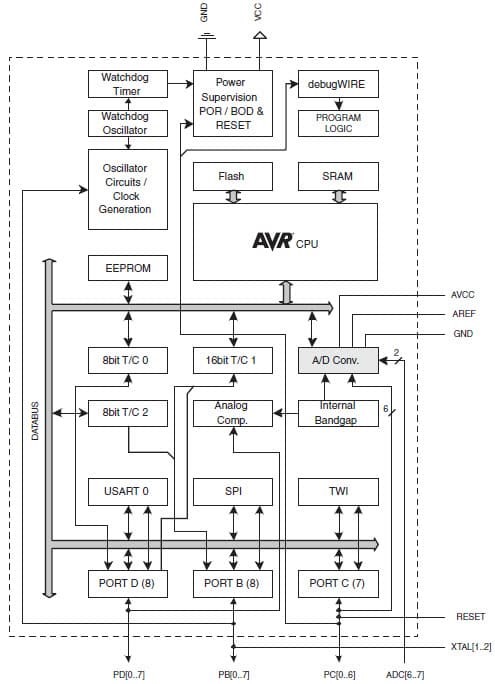 GND
VCC
Watchdog
Timer
Power
Supervision
POR / BOD &
RESET
debugWIRE
Watchdog
Oscillator
PROGRAM
LOGIC
Oscillator
Circuits /
Clock
Generation
Flash
SRAM
AVR CPU
EEPROM
AVCC
AREF
GND
8bit T/C 0
16bit T/C 1
A/D Conv.
2
DATABUS
8bit T/C 2
Analog
Comp.
Internal
Bandgap
6
USART 0
SPI
TWI
PORT D (8)
PORT B (8)
PORT C (7)
RESET
XTAL[1..2]
PD[0..7]
PB[0..7]
PC[0..6]
ADC[6..7]